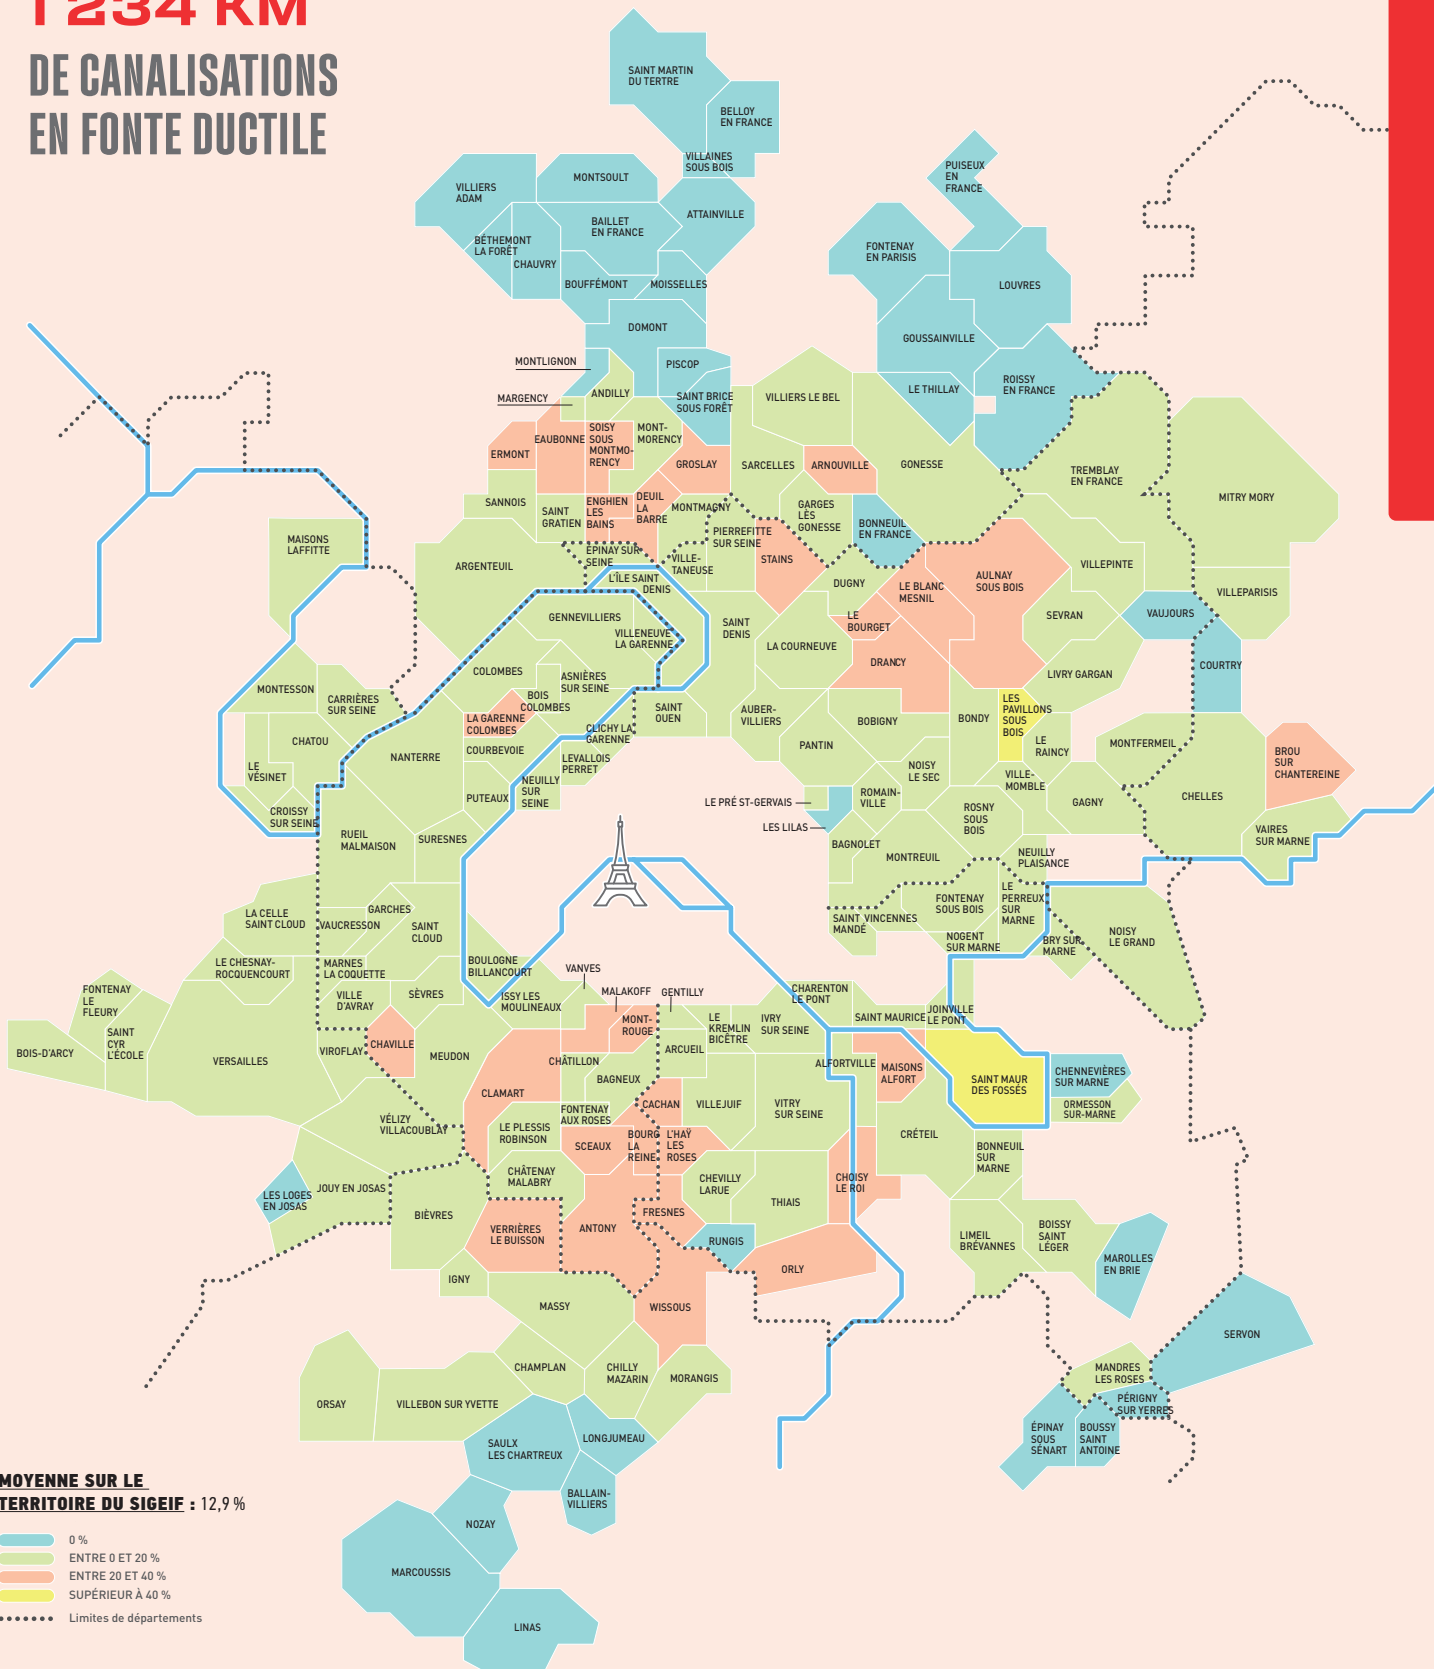 1 234 KM
DE CANALISATIONS
EN FONTE DUCTILE
SAINT MARTIN
DU TERTRE
BELLOY
EN FRANCE
VILLAINES
SOUS BOIS
MONTSOULT
VILLIERS
ADAM
PUISEUX
EN
FRANCE
ATTAINVILLE
BAILLET
EN FRANCE
BÉTHEMONT
LA FORÊT
CHAUVRY
FONTENAY
EN PARISIS
BOUFFÉMONT
MOISSELLES
LOUVRES
DOMONT
GOUSSAINVILLE
MONTLIGNON
PISCOP
ROISSY
EN FRANCE
LE THILLAY
ANDILLY
MARGENCY
SAINT BRICE
SOUS FORÊT
VILLIERS LE BEL
EAUBONNE
SOISY
SOUS
MONTMO-
RENCY
MONT-
MORENCY
ERMONT
GROSLAY
SARCELLES
ARNOUVILLE
GONESSE
TREMBLAY
EN FRANCE
MITRY MORY
SANNOIS
SAINT
GRATIEN
ENGHIEN
LES
BAINS
DEUIL
LA
BARRE
MONTMAGNY
GARGES
LÈS
GONESSE
BONNEUIL
EN FRANCE
MAISONS
LAFFITTE
PIERREFITTE
SUR SEINE
ÉPINAY SUR
SEINE
VILLE-
TANEUSE
STAINS
ARGENTEUIL
L'ÎLE SAINT
DENIS
DUGNY
LE BLANC
MESNIL
AULNAY
SOUS BOIS
VILLEPINTE
VILLEPARISIS
GENNEVILLIERS
VILLENEUVE
LA GARENNE
SAINT
DENIS
LE
BOURGET
SEVRAN
VAUJOURS
LA COURNEUVE
DRANCY
COURTRY
COLOMBES
ASNIÈRES
SUR SEINE
LIVRY GARGAN
MONTESSON
CARRIÈRES
SUR SEINE
BOIS
COLOMBES
LA GARENNE
COLOMBES
SAINT
OUEN
AUBER-
VILLIERS
BOBIGNY
BONDY
LES
PAVILLONS
SOUS
BOIS
CHATOU
CLICHY LA
GARENNE
PANTIN
LE
RAINCY
MONTFERMEIL
NANTERRE
COURBEVOIE
LEVALLOIS
PERRET
LE
VÉSINET
NOISY
LE SEC
BROU
SUR
CHANTEREINE
NEUILLY
SUR
SEINE
PUTEAUX
VILLE-
MOMBLE
LE PRÉ ST-GERVAIS
ROMAIN-
VILLE
GAGNY
CHELLES
CROISSY
SUR SEINE
LES LILAS
ROSNY
SOUS
BOIS
RUEIL
MALMAISON
SURESNES
BAGNOLET
MONTREUIL
NEUILLY
PLAISANCE
VAIRES
SUR MARNE
LA CELLE
SAINT CLOUD
GARCHES
VAUCRESSON
SAINT
CLOUD
SAINT
MANDÉ
VINCENNES
FONTENAY
SOUS BOIS
LE
PERREUX
SUR
MARNE
NOGENT
SUR MARNE
BRY SUR
MARNE
NOISY
LE GRAND
LE CHESNAY-
ROCQUENCOURT
MARNES
LA COQUETTE
BOULOGNE
BILLANCOURT
VANVES
MALAKOFF
GENTILLY
CHARENTON
LE PONT
FONTENAY
LE
FLEURY
VILLE
D'AVRAY
SÈVRES
ISSY LES
MOULINEAUX
MONT-
ROUGE
LE
KREMLIN
BICÊTRE
IVRY
SUR SEINE
SAINT MAURICE
JOINVILLE
LE PONT
SAINT
CYR
L'ÉCOLE
BOIS-D'ARCY
VERSAILLES
VIROFLAY
CHAVILLE
MEUDON
CHÂTILLON
ARCUEIL
ALFORTVILLE
MAISONS
ALFORT
SAINT MAUR
DES FOSSÉS
CHENNEVIÈRES
SUR MARNE
CLAMART
BAGNEUX
CACHAN
VILLEJUIF
VITRY
SUR SEINE
ORMESSON
SUR-MARNE
VÉLIZY
VILLACOUBLAY
FONTENAY
AUX ROSES
LE PLESSIS
ROBINSON
SCEAUX
BOURG
LA
REINE
L'HAŸ
LES
ROSES
CRÉTEIL
BONNEUIL
SUR
MARNE
LES LOGES
EN JOSAS
JOUY EN JOSAS
CHÂTENAY
MALABRY
CHEVILLY
LARUE
THIAIS
CHOISY
LE ROI
BIÈVRES
VERRIÈRES
LE BUISSON
ANTONY
FRESNES
RUNGIS
LIMEIL
BRÉVANNES
BOISSY
SAINT
LÉGER
MAROLLES
EN BRIE
ORLY
IGNY
MASSY
WISSOUS
SERVON
CHAMPLAN
CHILLY
MAZARIN
MORANGIS
MANDRES
LES ROSES
ORSAY
VILLEBON SUR YVETTE
PÉRIGNY
SUR YERRES
ÉPINAY
SOUS
SÉNART
BOUSSY
SAINT
ANTOINE
SAULX
LES CHARTREUX
LONGJUMEAU
BALLAIN-
VILLIERS
NOZAY
MARCOUSSIS
LINAS
MOYENNE SUR LE
TERRITOIRE DU SIGEIF : 12,9 %
0 %
ENTRE 0 ET 20 %
ENTRE 20 ET 40 %
SUPÉRIEUR À 40 %
Limites de départements